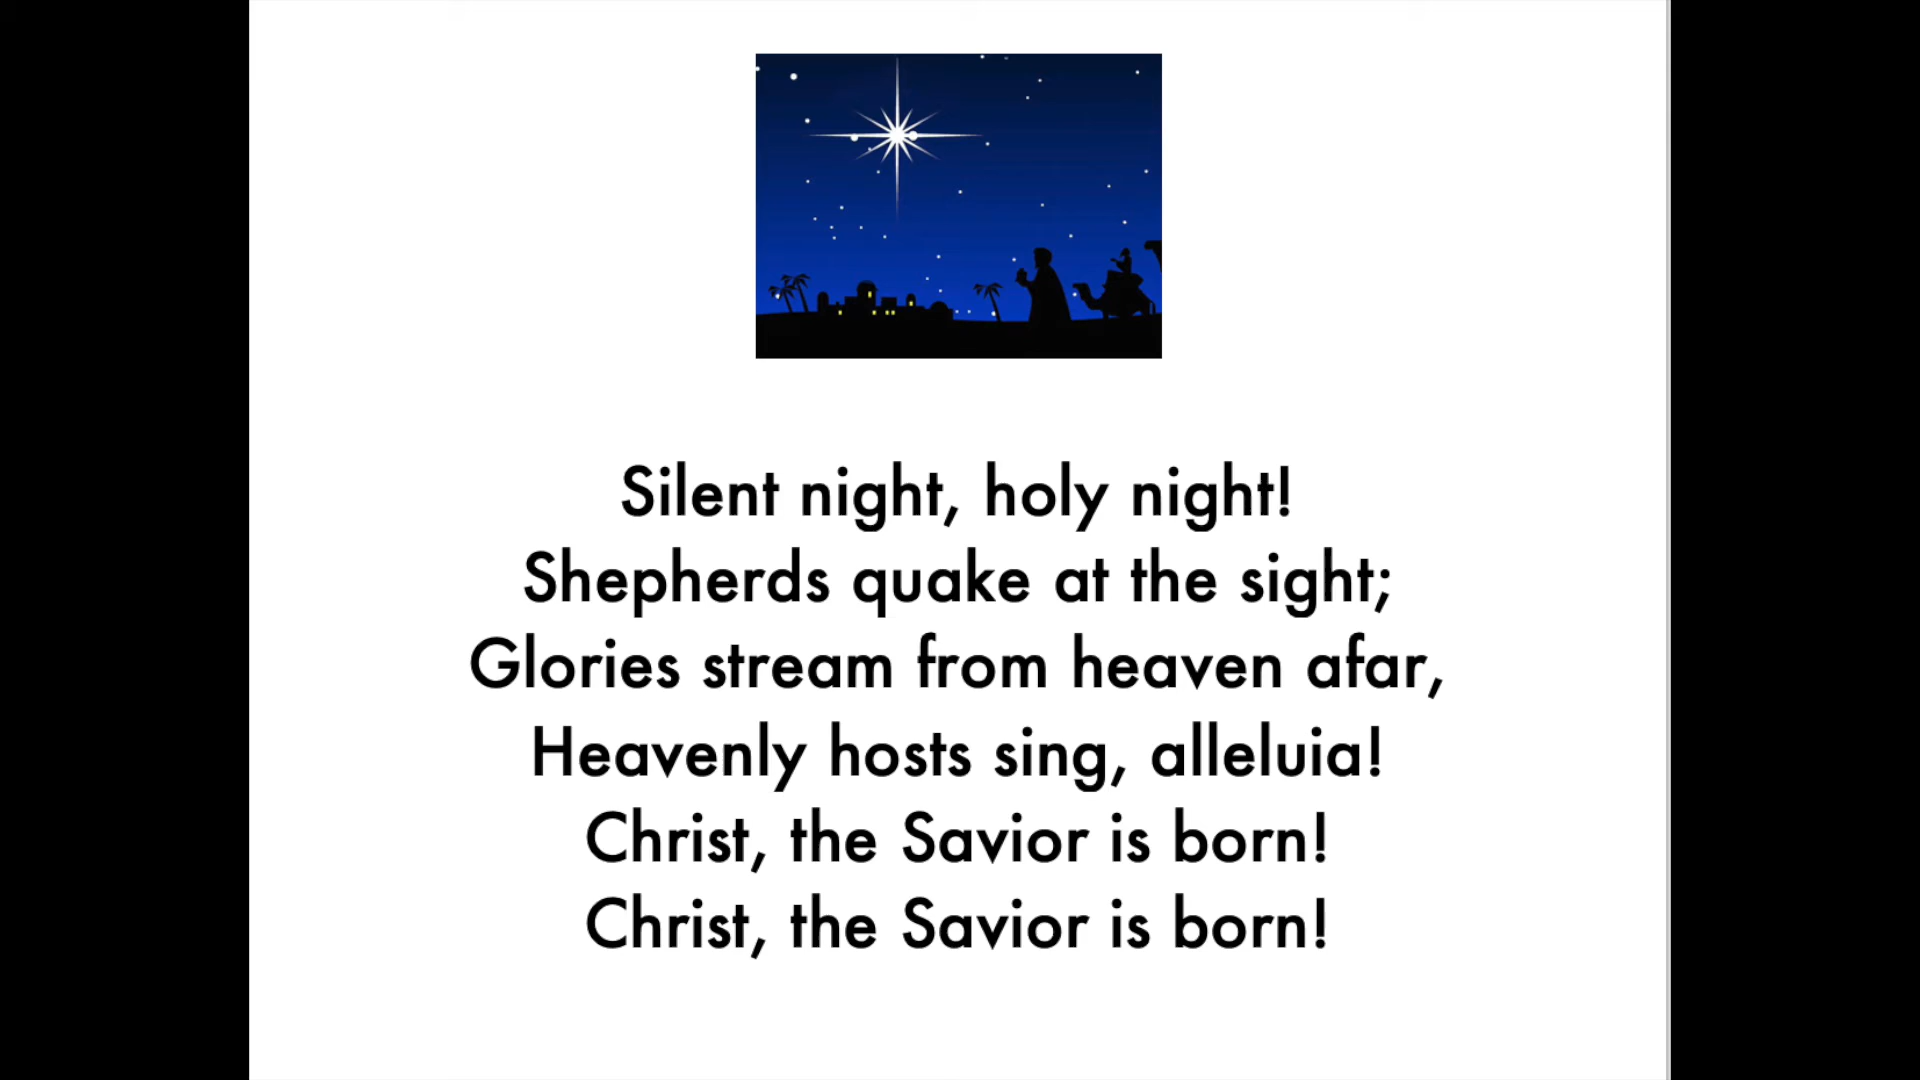 Silent night, holy night!
Shepherds quake at the sight;
Glories stream from heaven afar,
Heavenly hosts sing, alleluia!
Christ, the Savior is born!
Christ, the Savior is born!